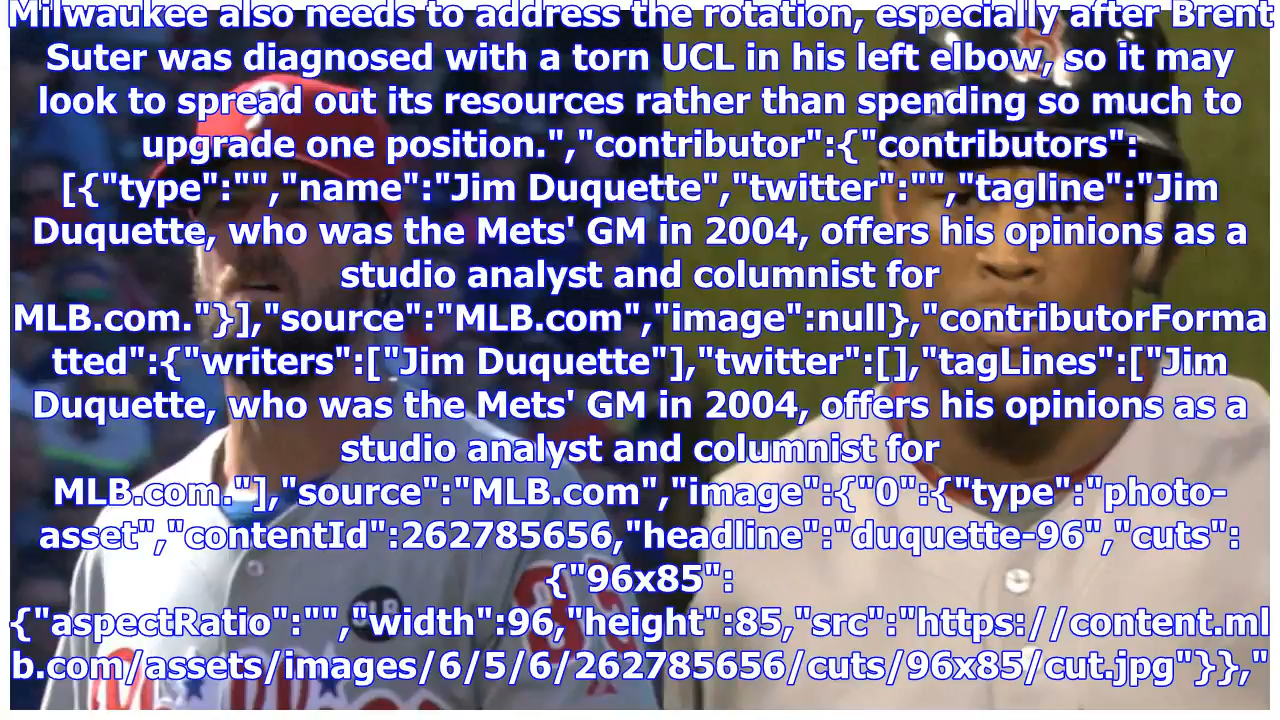 Milwaukee also needs to address the rotation, especially after Brent
Suter was diagnosed with a torn UCL in his left elbow, so it may
look to spread out its resources rather than spending so much to
upgrade one position.","contributor":{"contributors":
[{"type":"","name":"Jim Duquette","twitter":"","tagline":"Jim
Duquette, who was the Mets' GM in 2004, offers his opinions as a
studio analyst and columnist for
MLB.com."}],"source":"MLB.com","image":null},"contributorForma
tted":{"writers":["Jim Duquette"],"twitter":[],"tagLines":["Jim
Duquette, who was the Mets' GM in 2004, offers his opinions as a
studio analyst and columnist for
MLB.com."],"source":"MLB.com","image":{"0":{"type":"photo-
asset","contentId":262785656,"headline":"duquette-96","cuts":
{"96x85":
{"aspectRatio":"","width":96,"height":85,"src":"https://content.ml
b.com/assets/images/6/5/6/262785656/cuts/96x85/cut.jpg"}},"